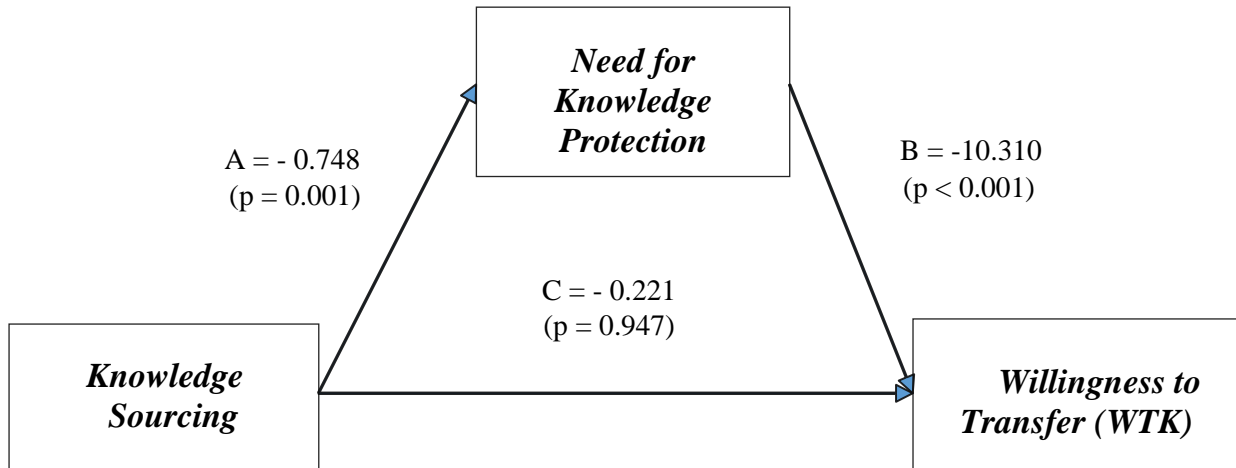 Need for
Knowledge
Protection
A = - 0.748
(p = 0.001)
B = -10.310
(p < 0.001)
C = - 0.221
(p = 0.947)
Knowledge
Sourcing
Willingness to
Transfer (WTK)